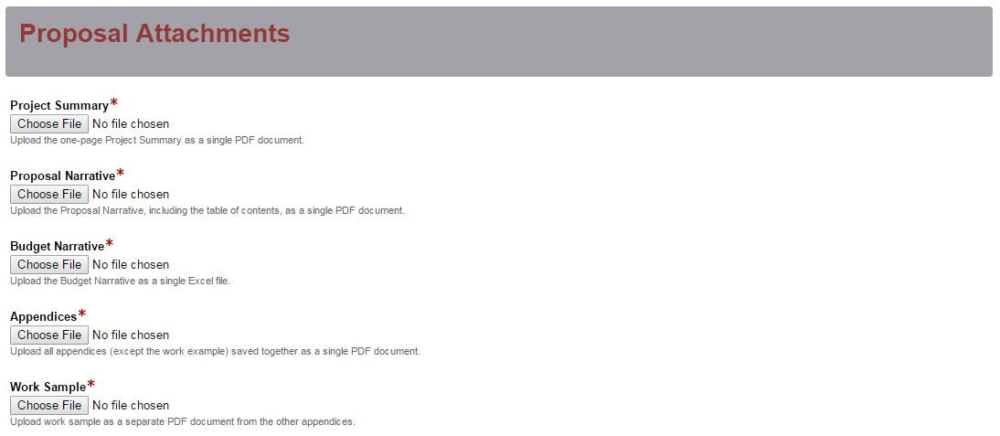 Proposal Attachments
Project Summary*
Choose File No file chosen
Upload the one-page Project Summary as a single PDF document.
Proposal Narrative*
Choose File No file chosen
Upload the Proposal Narrative, including the table of contents, as a single PDF document.
Budget Narrative*
Choose File No file chosen
Upload the Budget Narrative as a single Excel file.
Appendices*
Choose File No file chosen
Upload all appendices (except the work example) saved together as a single PDF document.
Work Sample*
Choose File No file chosen
Upload work sample as a separate PDF document from the other appendices.